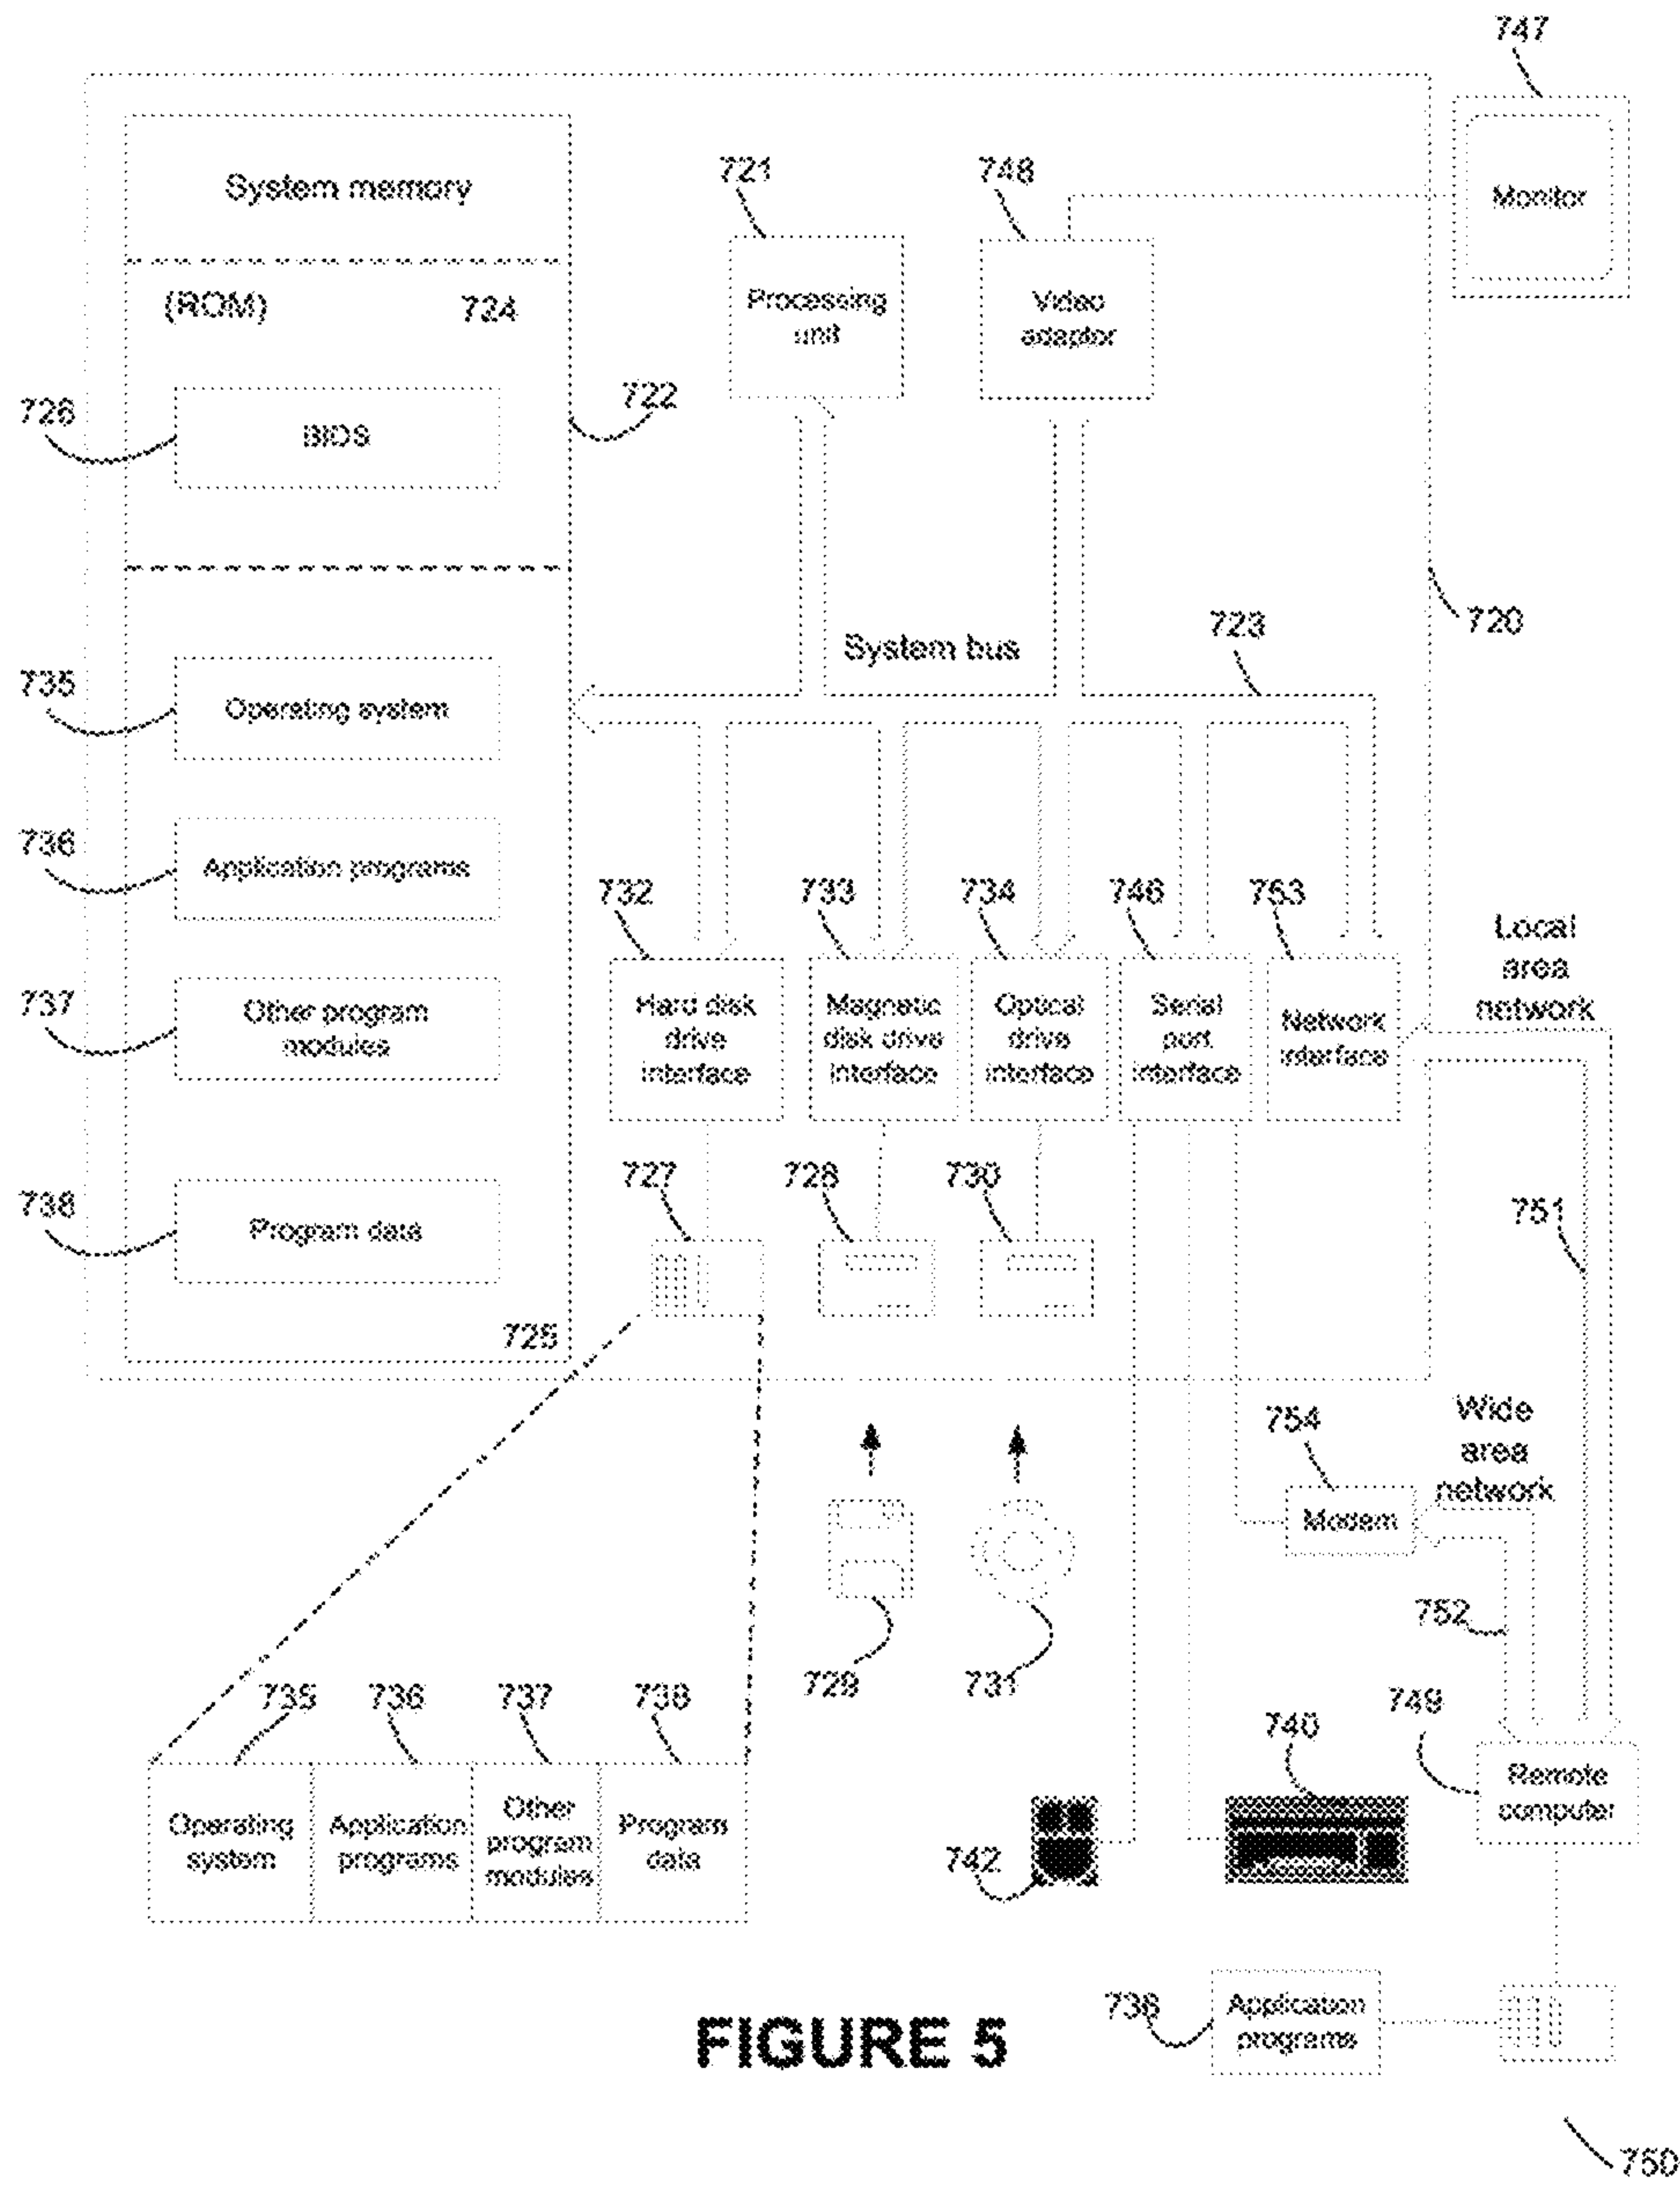 747
721
748
System memory
Monitor
(ROM)
724
Processing
unit
Video
adaptor
726
BIOS
722
720
723
System bus
735
Operating system
736
Application programs
732
733
734
746
753
Local
area
network
737
Other program
modules
Hard disk
drive
interface
Magnetic
disk drive
interface
Optical
drive
interface
Serial
port
interface
Network
interface
727
728
730
751
738
Program data
725
754
Wide
area
network
Modem
752
729
731
735
736
737
738
740
749
Operating
system
Application
programs
Other
program
modules
Program
data
742
Remote
computer
736
Application
programs
FIGURE 5
750